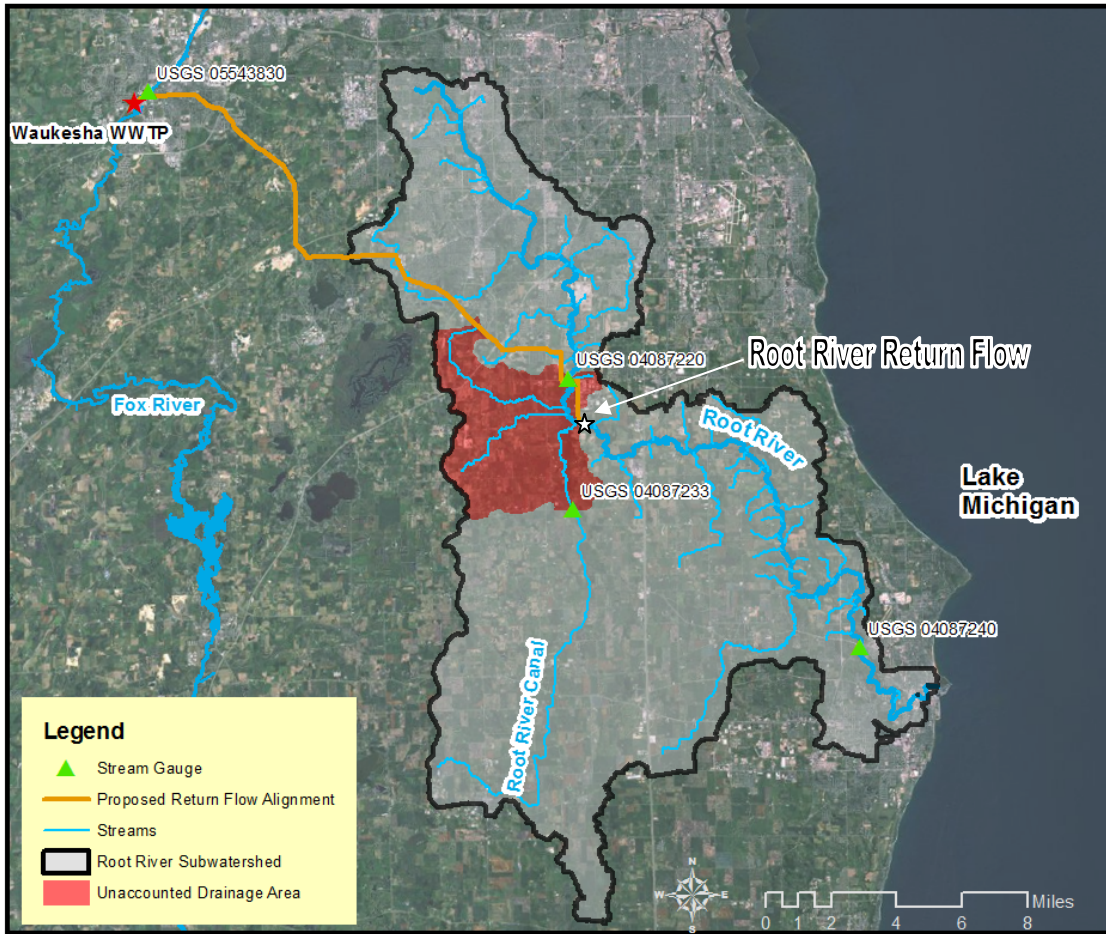 USGS 05543830
Waukesha WWTP
USGS 04087220
Root River Return Flow
Fox River
Root River
Lake
Michigan
USGS 04087233
USGS 04087240
Root River Canal
Legend
Stream Gauge
Proposed Return Flow Alignment
Streams
Root River Subwatershed
Unaccounted Drainage Area
N
W E
S
Miles
0 2 4 6 8